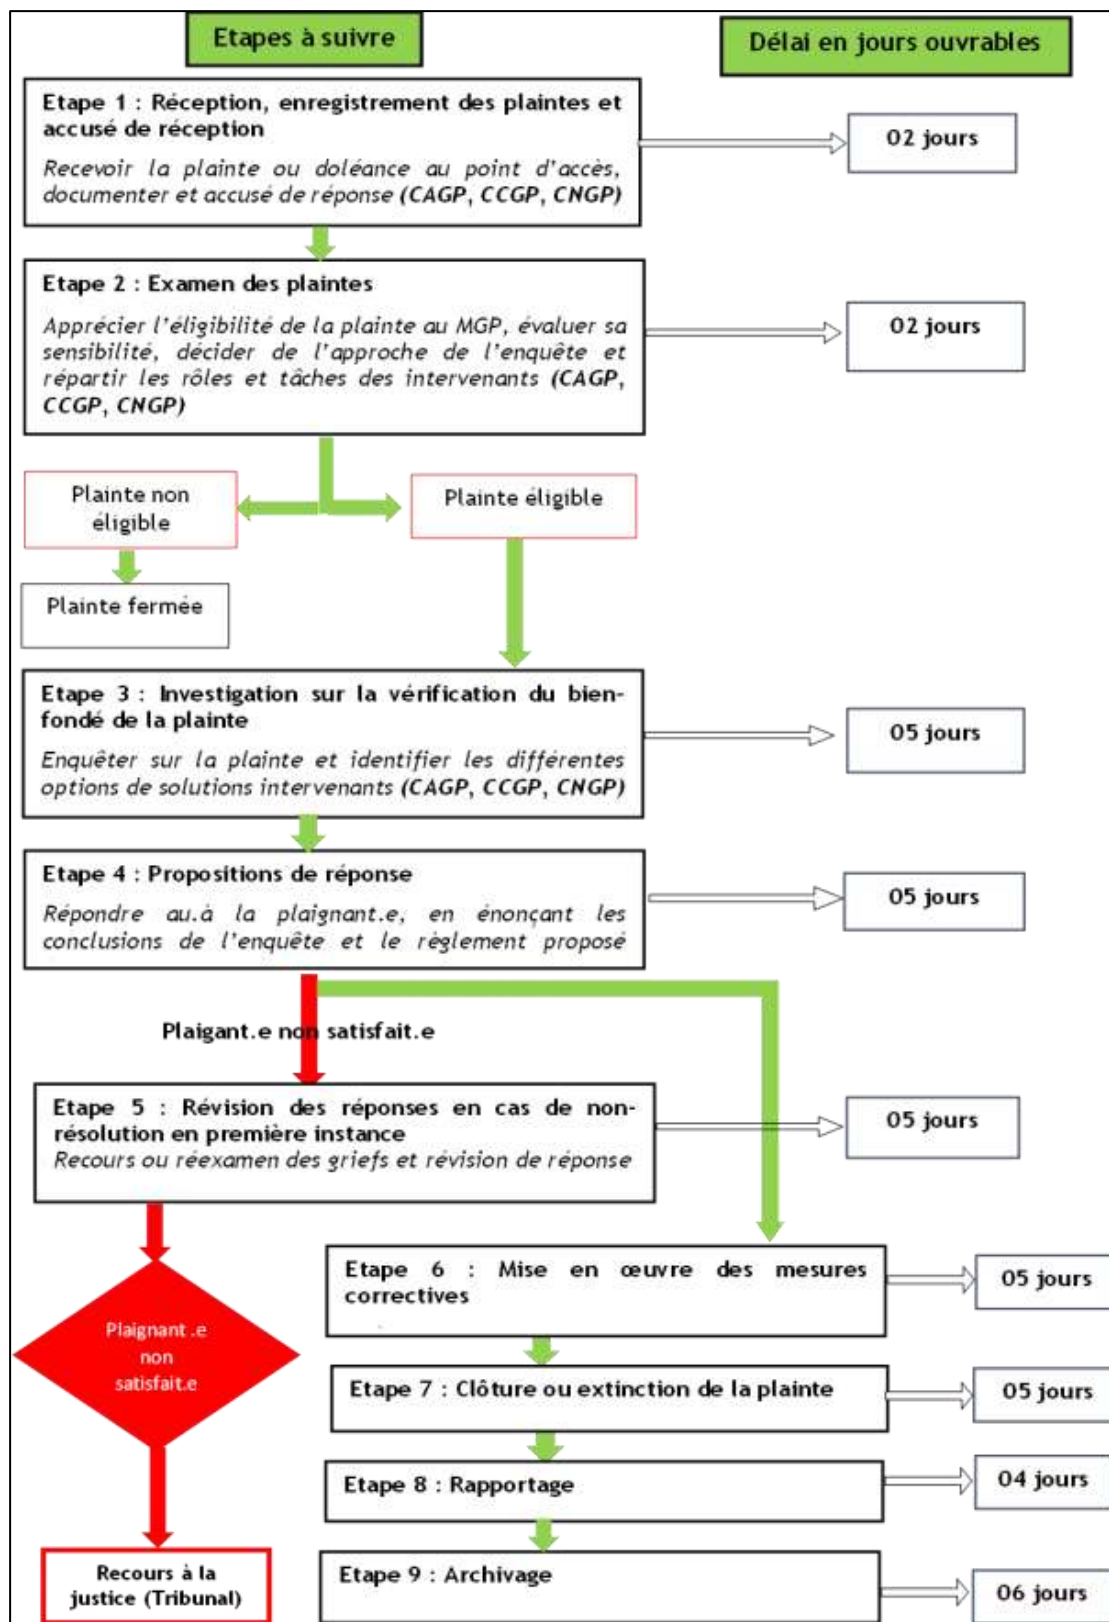 Etapes à suivre
Délai en jours ouvrables
Etape 1 : Réception, enregistrement des plaintes et
accusé de réception
Recevoir la plainte ou doléance au point d'accès,
documenter et accusé de réponse (CAGP, CCGP, CNGP)
02 jours
Etape 2 : Examen des plaintes
Apprécier l'éligibilité de la plainte au MGP, évaluer sa
sensibilité, décider de l'approche de l'enquête et
répartir les rôles et tâches des intervenants (CAGP,
CCGP, CNGP)
02 jours
Plainte non
éligible
Plainte éligible
Plainte fermée
Etape 3 : Investigation sur la vérification du bien-
fondé de la plainte
Enquêter sur la plainte et identifier les différentes
options de solutions intervenants (CAGP, CCGP, CNGP)
05 jours
Etape 4 : Propositions de réponse
Répondre au.à la plaignant.e, en énonçant les
conclusions de l'enquête et le règlement proposé
05 jours
Plaigant.e non satisfait.e
Etape 5 : Révision des réponses en cas de non-
résolution en première instance
Recours ou réexamen des griefs et révision de réponse
05 jours
Etape 6 : Mise en œuvre des mesures
correctives
05 jours
Plaignant .e
non
satisfait.e
Etape 7 : Clôture ou extinction de la plainte
05 jours
Etape 8 : Rapportage
04 jours
Recours à la
justice (Tribunal)
Etape 9 : Archivage
06 jours